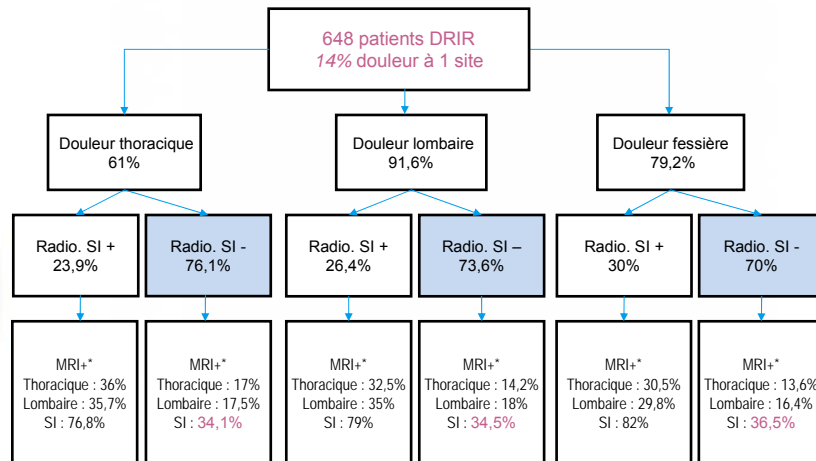 648 patients DRIR
14% douleur à 1 site
Douleur thoracique
61%
Douleur lombaire
91,6%
Douleur fessière
79,2%
Radio. SI +
23,9%
Radio. SI -
76,1%
Radio. SI +
26,4%
Radio. SI –
73,6%
Radio. SI +
30%
Radio. SI -
70%
MRI+*
Thoracique : 36%
Lombaire : 35,7%
SI : 76,8%
MRI+*
Thoracique : 17%
Lombaire : 17,5%
SI : 34,1%
MRI+*
Thoracique : 32,5%
Lombaire : 35%
SI : 79%
MRI+*
Thoracique : 14,2%
Lombaire : 18%
SI : 34,5%
MRI+*
Thoracique : 30,5%
Lombaire : 29,8%
SI : 82%
MRI+*
Thoracique : 13,6%
Lombaire : 16,4%
SI : 36,5%